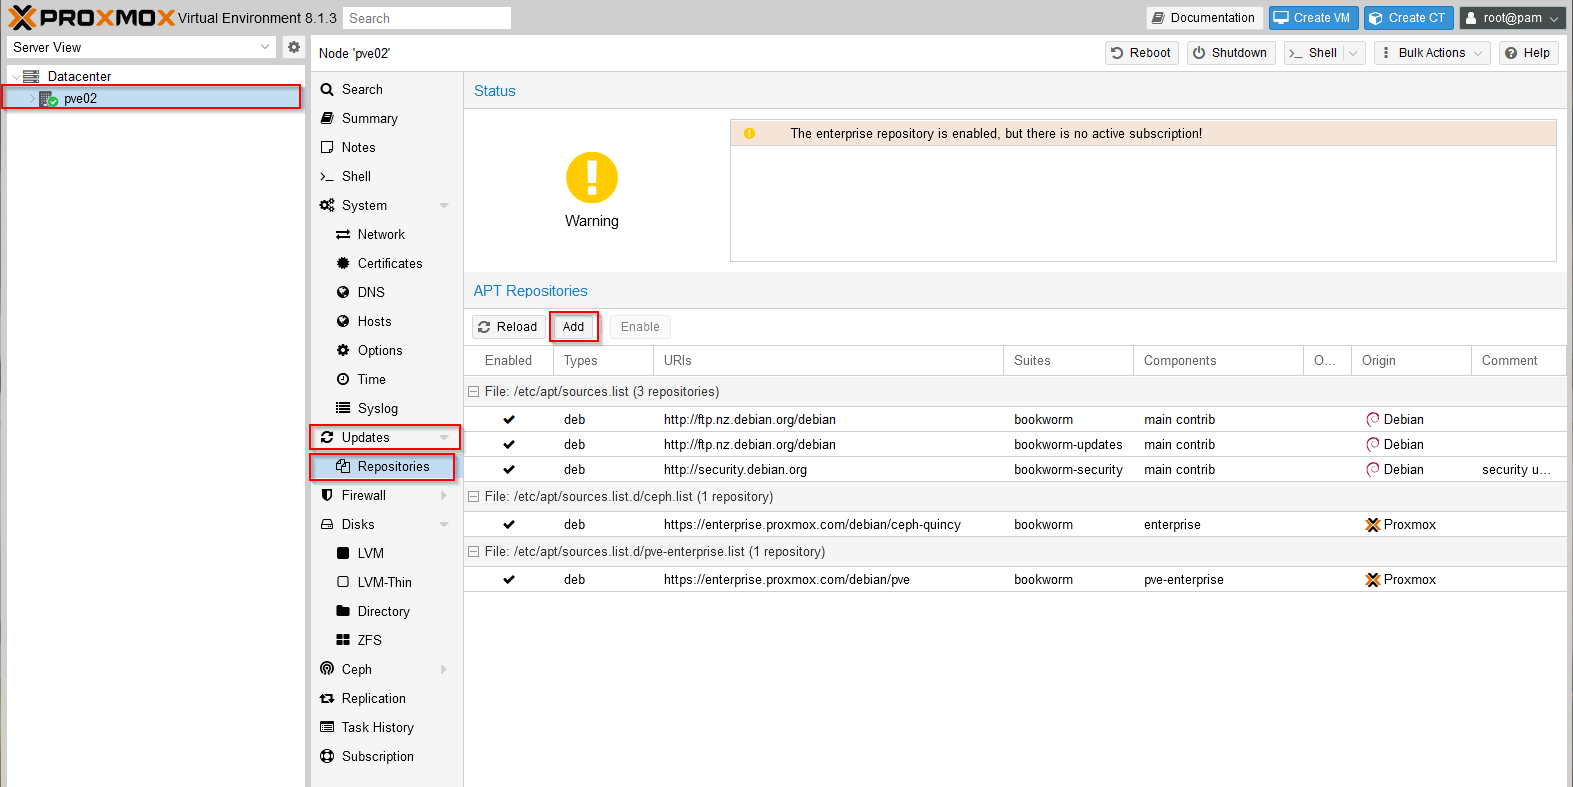 PROXMOX Virtual Environment 8.1.3 Search Documentation Create VM Create CT root@pam
Server View
Datacenter
pve02
Node 'pve02' Reboot Shutdown >_ Shell Bulk Actions Help
Search
Summary
Notes
>_ Shell
System
Network
Certificates
DNS
Hosts
Options
Time
Syslog
Updates
Repositories
Firewall
Disks
LVM
LVM-Thin
Directory
ZFS
Ceph
Replication
Task History
Subscription
Status
The enterprise repository is enabled, but there is no active subscription!
Warning
APT Repositories
Reload Add Enable
Enabled Types URIs Suites Components O... Origin Comment
File: /etc/apt/sources.list (3 repositories)
deb http://ftp.nz.debian.org/debian bookworm main contrib Debian
deb http://ftp.nz.debian.org/debian bookworm-updates main contrib Debian
deb http://security.debian.org bookworm-security main contrib Debian security u...
File: /etc/apt/sources.list.d/ceph.list (1 repository)
deb https://enterprise.proxmox.com/debian/ceph-quincy bookworm enterprise Proxmox
File: /etc/apt/sources.list.d/pve-enterprise.list (1 repository)
deb https://enterprise.proxmox.com/debian/pve bookworm pve-enterprise Proxmox